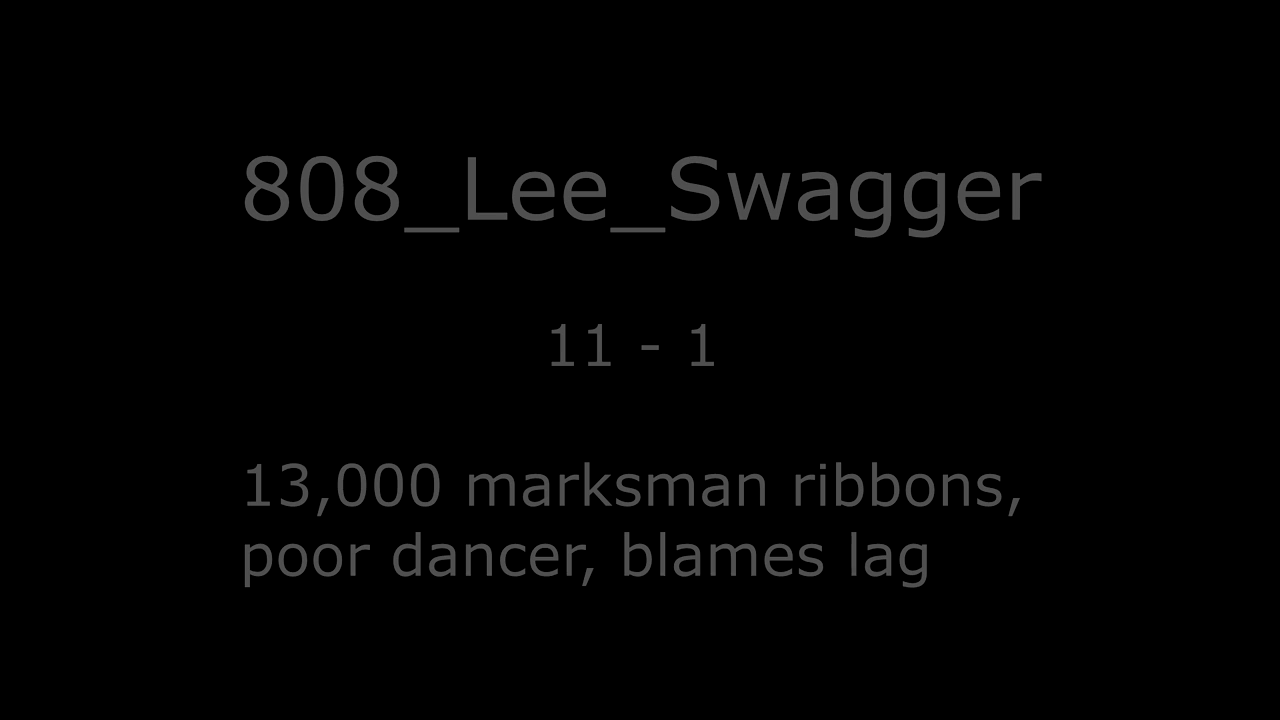 808_Lee_Swagger
11 - 1
13,000 marksman ribbons,
poor dancer, blames lag